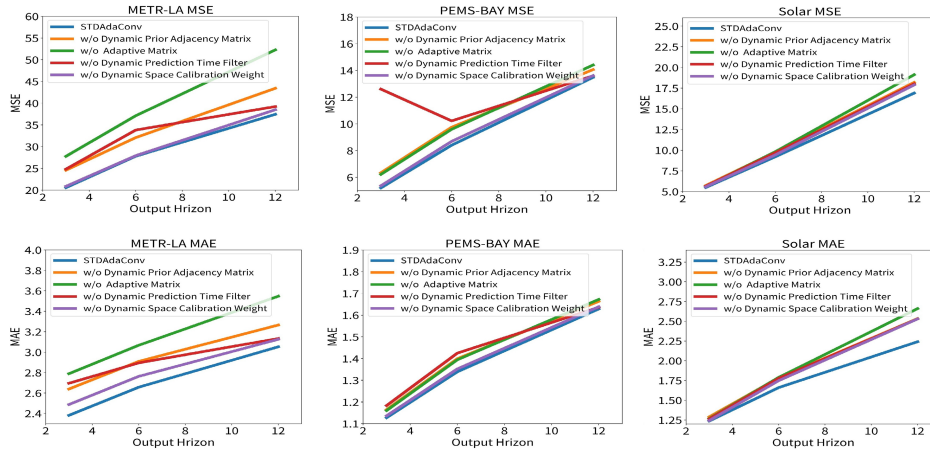 METR-LA MSE
60
55
50
45
40
35
30
25
20
MSE
STDAdaConv
w/o Dynamic Prior Adjacency Matrix
w/o Adaptive Matrix
w/o Dynamic Prediction Time Filter
w/o Dynamic Space Calibration Weight
2 4 6 8 10 12
Output Hrizon
PEMS-BAY MSE
18
16
14
12
10
8
6
MSE
STDAdaConv
w/o Dynamic Prior Adjacency Matrix
w/o Adaptive Matrix
w/o Dynamic Prediction Time Filter
w/o Dynamic Space Calibration Weight
2 4 6 8 10 12
Output Hrizon
Solar MSE
25.0
22.5
20.0
17.5
15.0
12.5
10.0
7.5
5.0
MSE
STDAdaConv
w/o Dynamic Prior Adjacency Matrix
w/o Adaptive Matrix
w/o Dynamic Prediction Time Filter
w/o Dynamic Space Calibration Weight
2 4 6 8 10 12
Output Hrizon
METR-LA MAE
4.0
3.8
3.6
3.4
3.2
3.0
2.8
2.6
2.4
MAE
STDAdaConv
w/o Dynamic Prior Adjacency Matrix
w/o Adaptive Matrix
w/o Dynamic Prediction Time Filter
w/o Dynamic Space Calibration Weight
2 4 6 8 10 12
Output Hrizon
PEMS-BAY MAE
1.9
1.8
1.7
1.6
1.5
1.4
1.3
1.2
1.1
MAE
STDAdaConv
w/o Dynamic Prior Adjacency Matrix
w/o Adaptive Matrix
w/o Dynamic Prediction Time Filter
w/o Dynamic Space Calibration Weight
2 4 6 8 10 12
Output Hrizon
Solar MAE
3.25
3.00
2.75
2.50
2.25
2.00
1.75
1.50
1.25
MAE
STDAdaConv
w/o Dynamic Prior Adjacency Matrix
w/o Adaptive Matrix
w/o Dynamic Prediction Time Filter
w/o Dynamic Space Calibration Weight
2 4 6 8 10 12
Output Hrizon